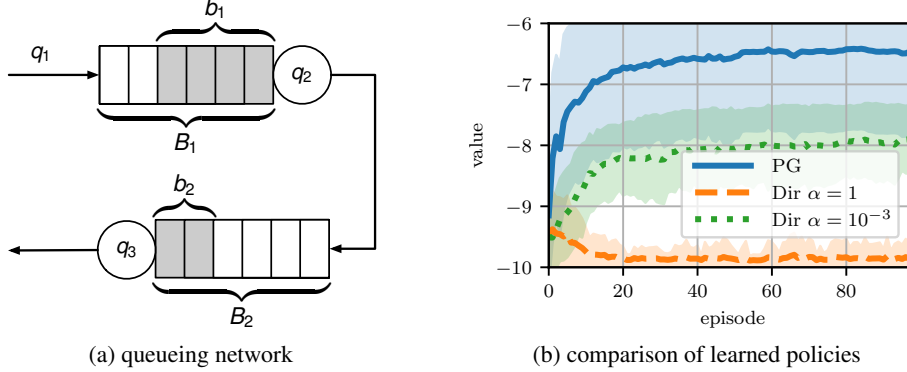 b₁
q₁
q₂
B₁
b₂
q₃
B₂
(a) queueing network
−6
−7
−8
−9
−10
value
PG
Dir α = 1
Dir α = 10⁻³
0 20 40 60 80
episode
(b) comparison of learned policies